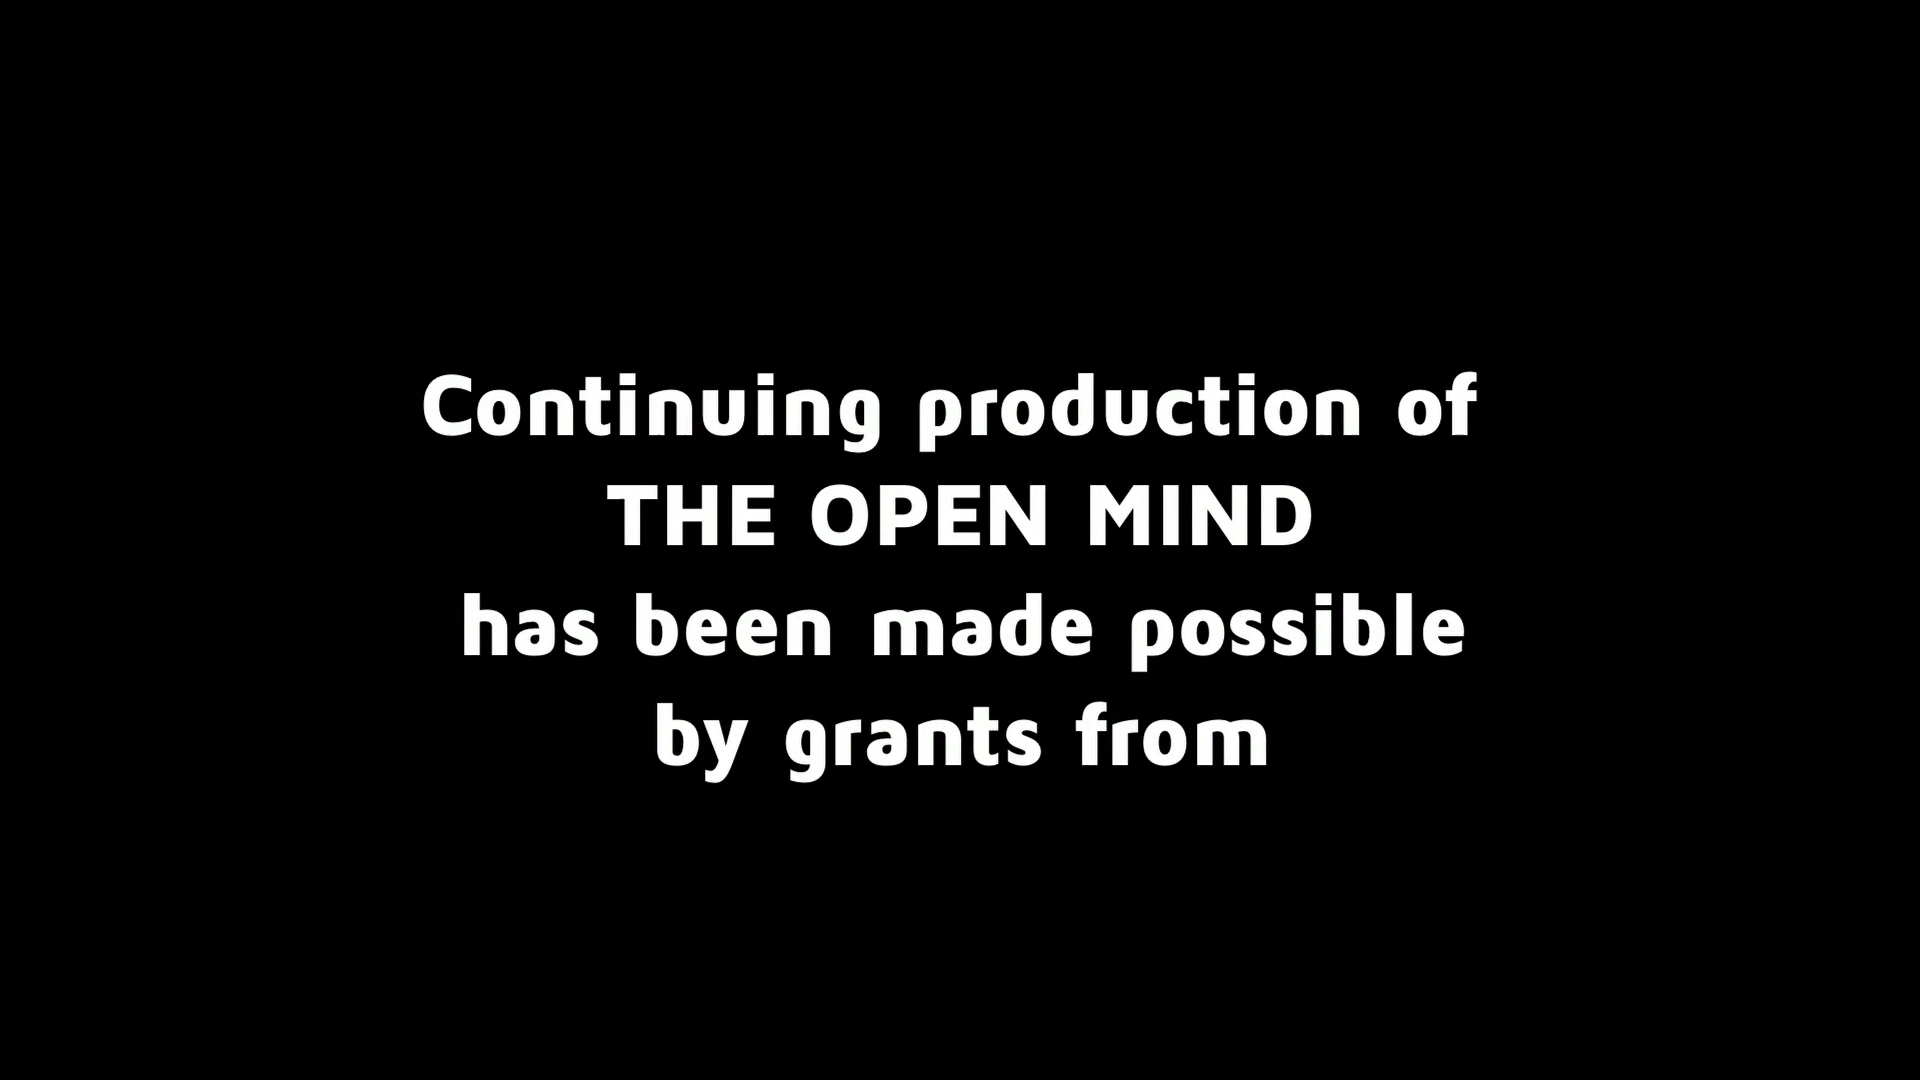 Continuing production of
THE OPEN MIND
has been made possible
by grants from